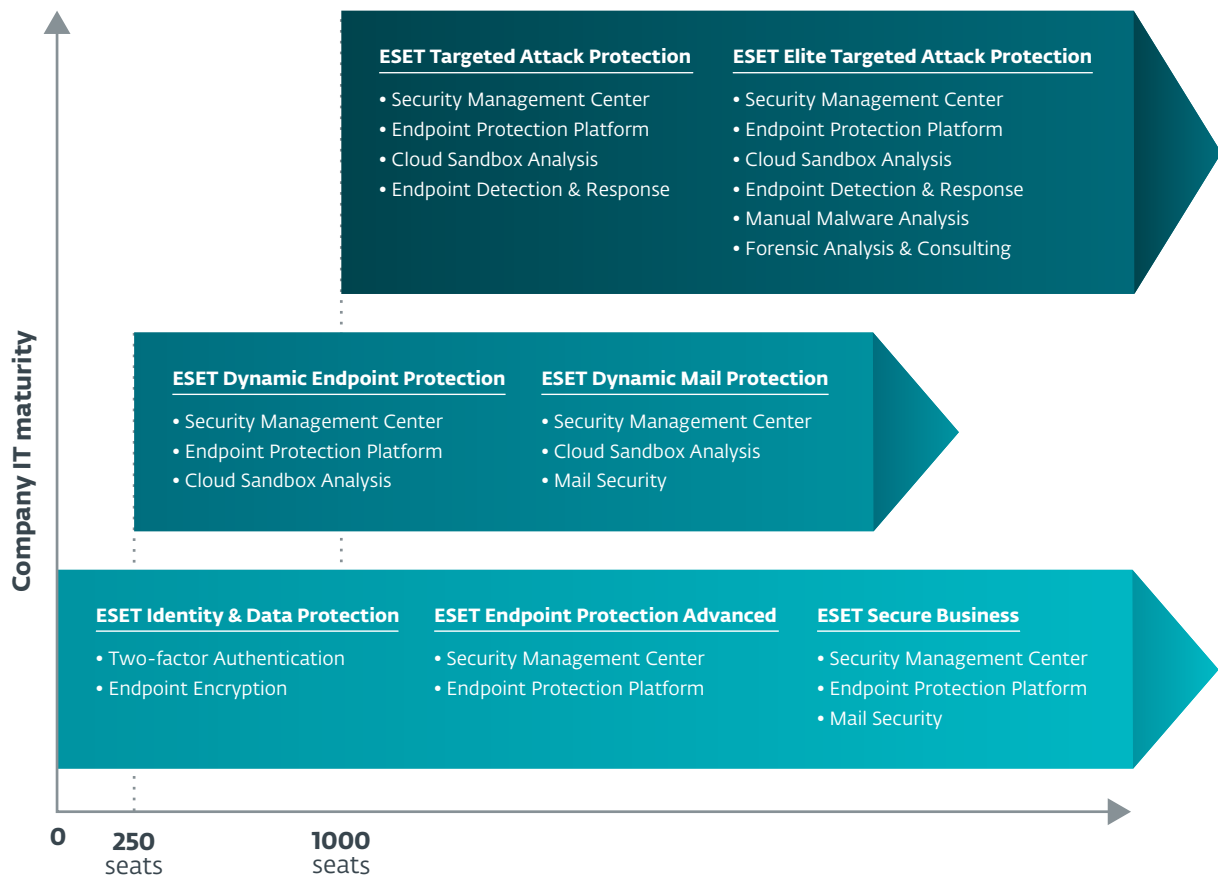 ESET Targeted Attack Protection
• Security Management Center
• Endpoint Protection Platform
• Cloud Sandbox Analysis
• Endpoint Detection & Response
ESET Elite Targeted Attack Protection
• Security Management Center
• Endpoint Protection Platform
• Cloud Sandbox Analysis
• Endpoint Detection & Response
• Manual Malware Analysis
• Forensic Analysis & Consulting
Company IT maturity
ESET Dynamic Endpoint Protection
• Security Management Center
• Endpoint Protection Platform
• Cloud Sandbox Analysis
ESET Dynamic Mail Protection
• Security Management Center
• Cloud Sandbox Analysis
• Mail Security
ESET Identity & Data Protection
• Two-factor Authentication
• Endpoint Encryption
ESET Endpoint Protection Advanced
• Security Management Center
• Endpoint Protection Platform
ESET Secure Business
• Security Management Center
• Endpoint Protection Platform
• Mail Security
0
250
seats
1000
seats